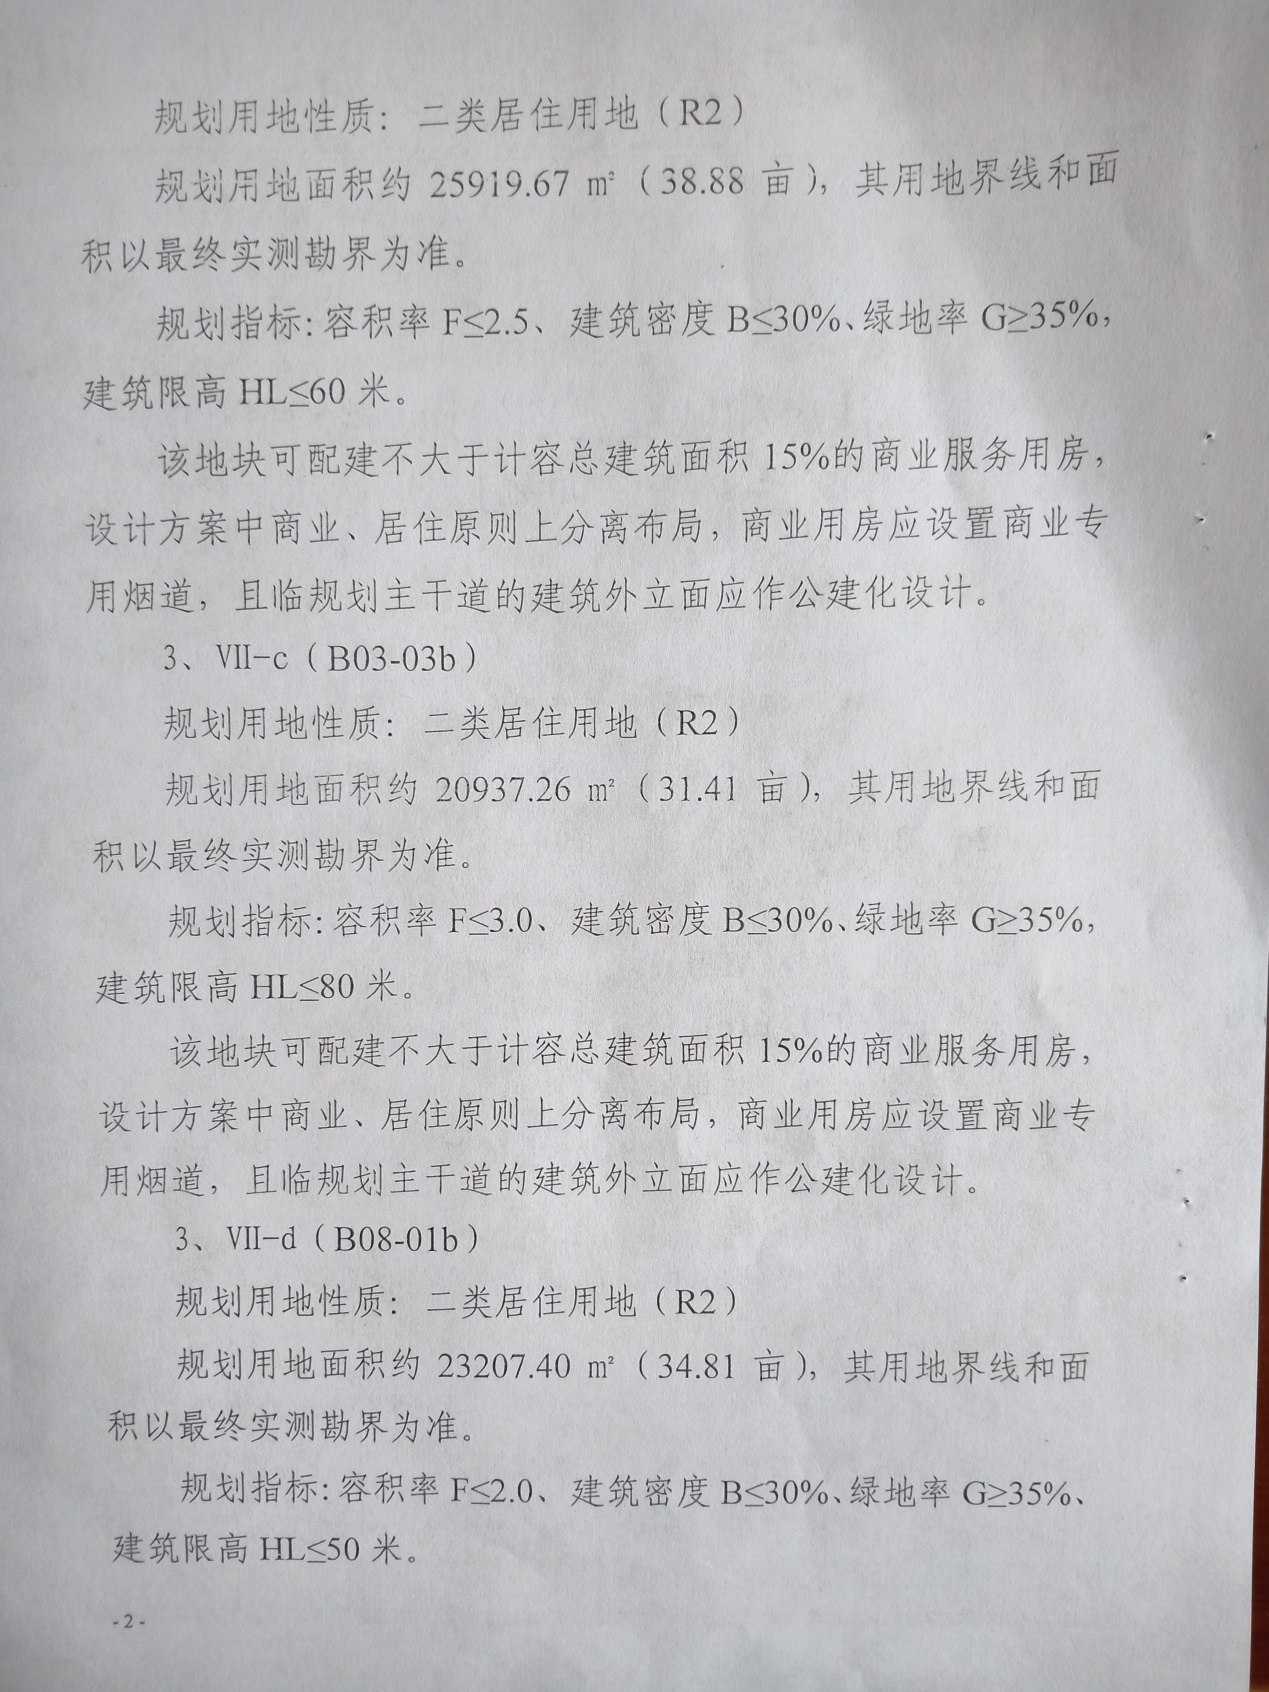 规划用地性质：二类居住用地（R2）
规划用地面积约 25919.67 ㎡（38.88 亩），其用地界线和面
积以最终实测勘界为准。
规划指标：容积率 F≤2.5、建筑密度 B≤30%、绿地率 G≥35%，
建筑限高 HL≤60 米。
该地块可配建不大于计容总建筑面积 15%的商业服务用房，
设计方案中商业、居住原则上分离布局，商业用房应设置商业专
用烟道，且临规划主干道的建筑外立面应作公建化设计。
3、Ⅶ-c（B03-03b）
规划用地性质：二类居住用地（R2）
规划用地面积约 20937.26 ㎡（31.41 亩），其用地界线和面
积以最终实测勘界为准。
规划指标：容积率 F≤3.0、建筑密度 B≤30%、绿地率 G≥35%，
建筑限高 HL≤80 米。
该地块可配建不大于计容总建筑面积 15%的商业服务用房，
设计方案中商业、居住原则上分离布局，商业用房应设置商业专
用烟道，且临规划主干道的建筑外立面应作公建化设计。
3、Ⅶ-d（B08-01b）
规划用地性质：二类居住用地（R2）
规划用地面积约 23207.40 ㎡（34.81 亩），其用地界线和面
积以最终实测勘界为准。
规划指标：容积率 F≤2.0、建筑密度 B≤30%、绿地率 G≥35%、
建筑限高 HL≤50 米。
-2-